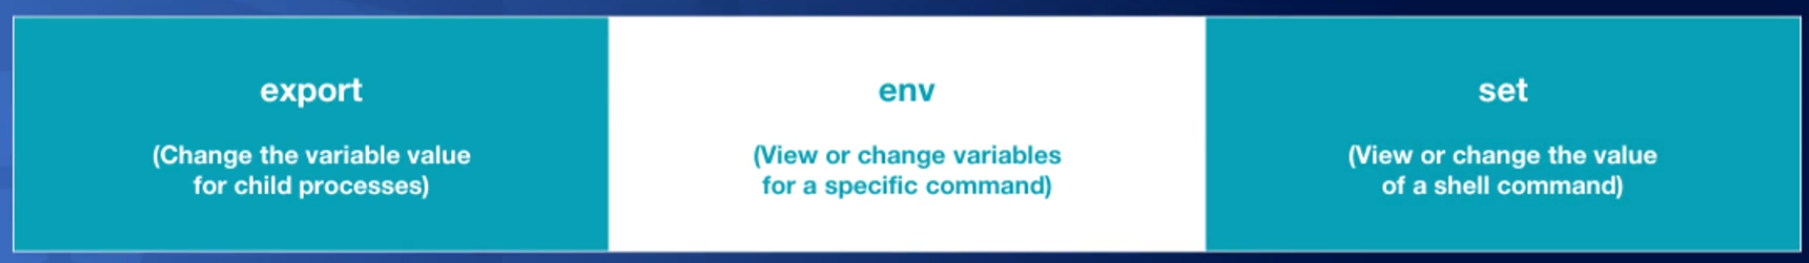 export
(Change the variable value
for child processes)
env
(View or change variables
for a specific command)
set
(View or change the value
of a shell command)